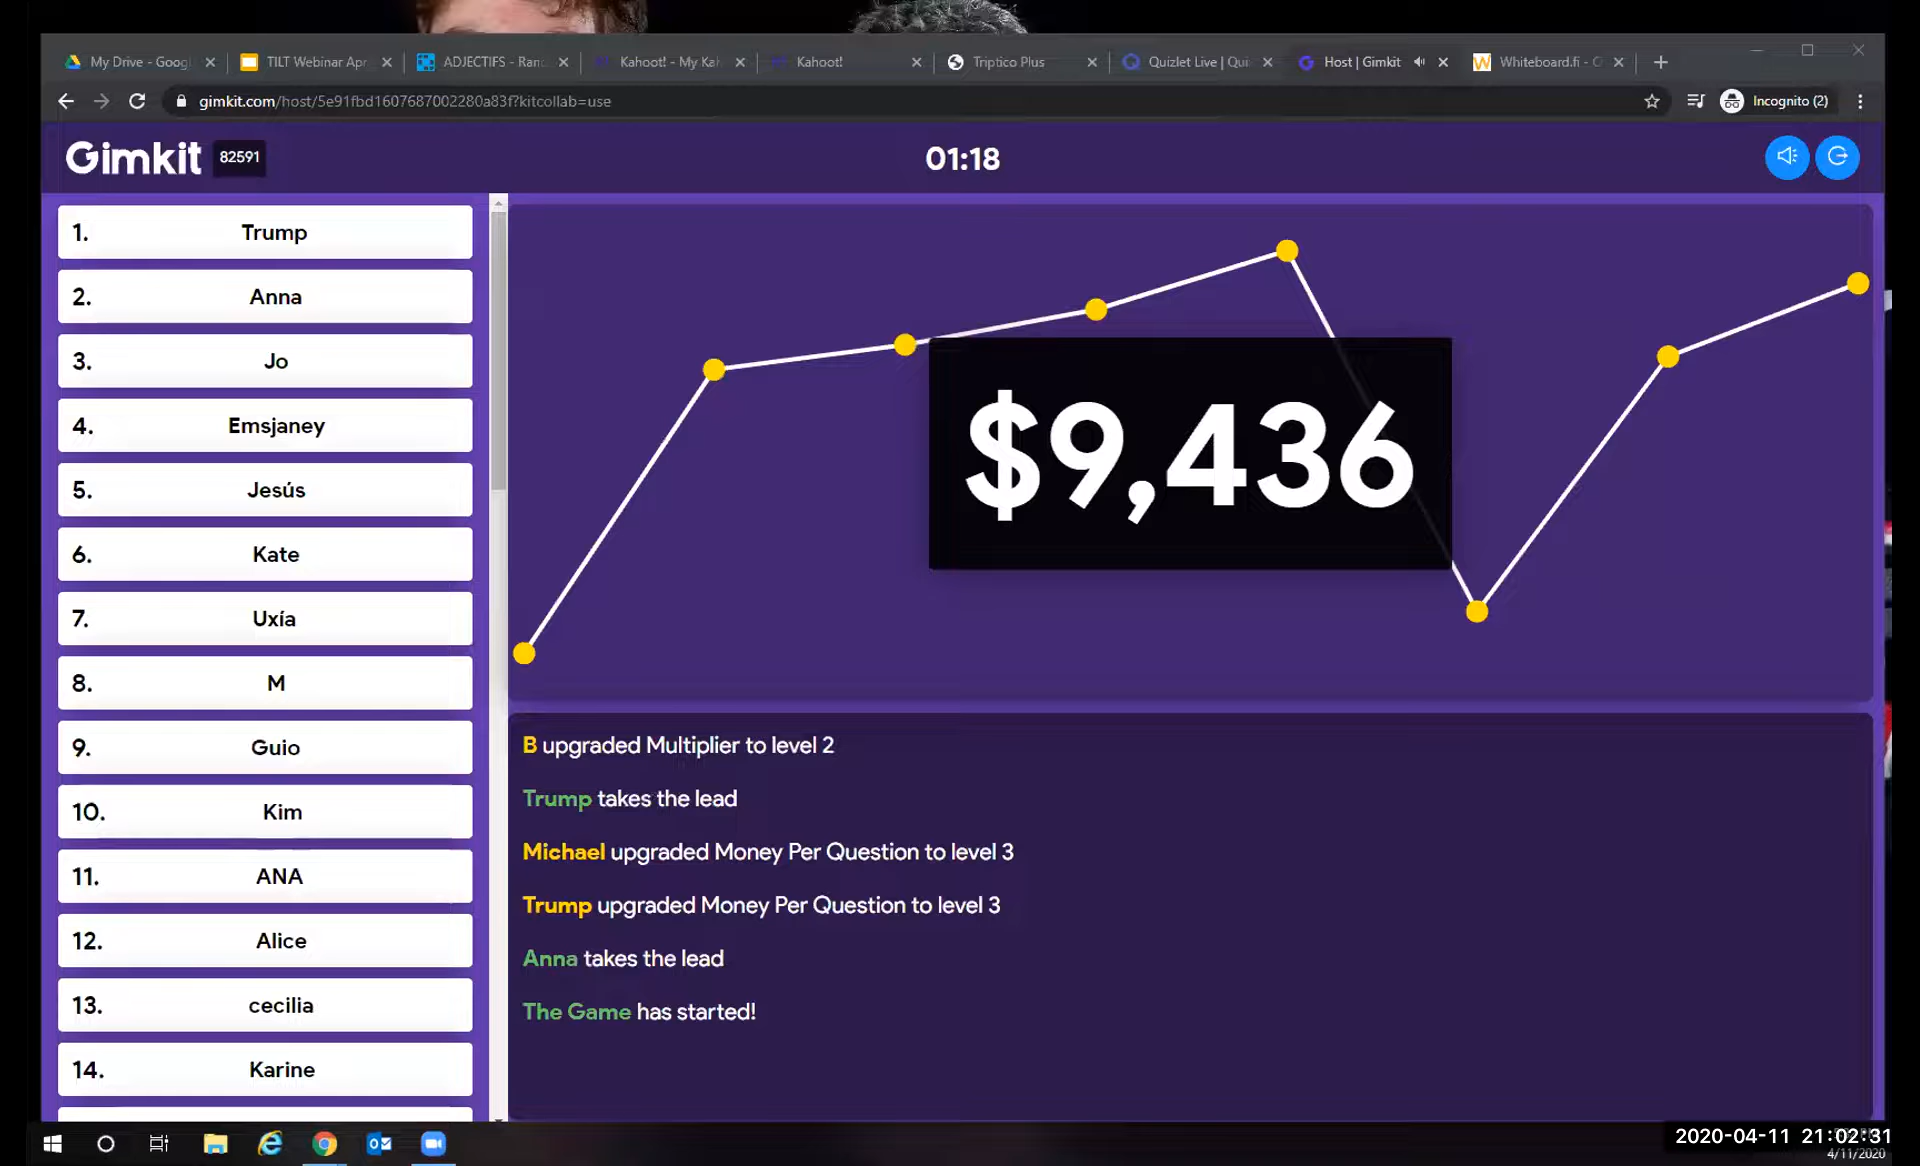 My Drive - Googl
TILT Webinar Apr
ADJECTIFS - Ran
Kahoot! - My Kah
Kahoot!
Triptico Plus
Quizlet Live | Qui
Host | Gimkit
Whiteboard.fi - C
gimkit.com/host/5e91fbd1607687002280a83f?kitcollab=use
Incognito (2)
Gimkit 82591
01:18
1. Trump
2. Anna
3. Jo
4. Emsjaney
5. Jesús
6. Kate
7. Uxía
8. M
9. Guio
10. Kim
11. ANA
12. Alice
13. cecilia
14. Karine
$9,436
B upgraded Multiplier to level 2
Trump takes the lead
Michael upgraded Money Per Question to level 3
Trump upgraded Money Per Question to level 3
Anna takes the lead
The Game has started!
2020-04-11 21:02:31
4/11/2020